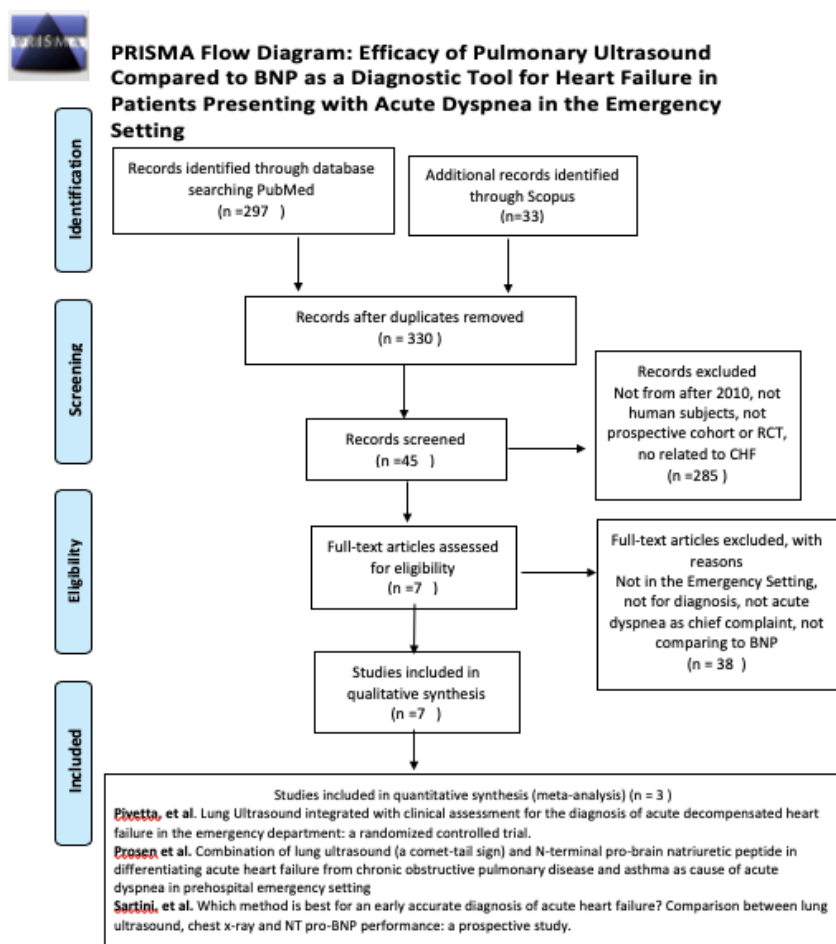 PRISMA
PRISMA Flow Diagram: Efficacy of Pulmonary Ultrasound
Compared to BNP as a Diagnostic Tool for Heart Failure in
Patients Presenting with Acute Dyspnea in the Emergency
Setting
Identification
Records identified through database
searching PubMed
(n =297 )
Additional records identified
through Scopus
(n=33)
Screening
Records after duplicates removed
(n = 330 )
Records screened
(n =45 )
Records excluded
Not from after 2010, not
human subjects, not
prospective cohort or RCT,
no related to CHF
(n =285 )
Eligibility
Full-text articles assessed
for eligibility
(n =7 )
Full-text articles excluded, with
reasons
Not in the Emergency Setting,
not for diagnosis, not acute
dyspnea as chief complaint, not
comparing to BNP
(n = 38 )
Included
Studies included in
qualitative synthesis
(n =7 )
Studies included in quantitative synthesis (meta-analysis) (n = 3 )
Pivetta, et al. Lung Ultrasound integrated with clinical assessment for the diagnosis of acute decompensated heart
failure in the emergency department: a randomized controlled trial.
Prosen et al. Combination of lung ultrasound (a comet-tail sign) and N-terminal pro-brain natriuretic peptide in
differentiating acute heart failure from chronic obstructive pulmonary disease and asthma as cause of acute
dyspnea in prehospital emergency setting
Sartini, et al. Which method is best for an early accurate diagnosis of acute heart failure? Comparison between lung
ultrasound, chest x-ray and NT pro-BNP performance: a prospective study.